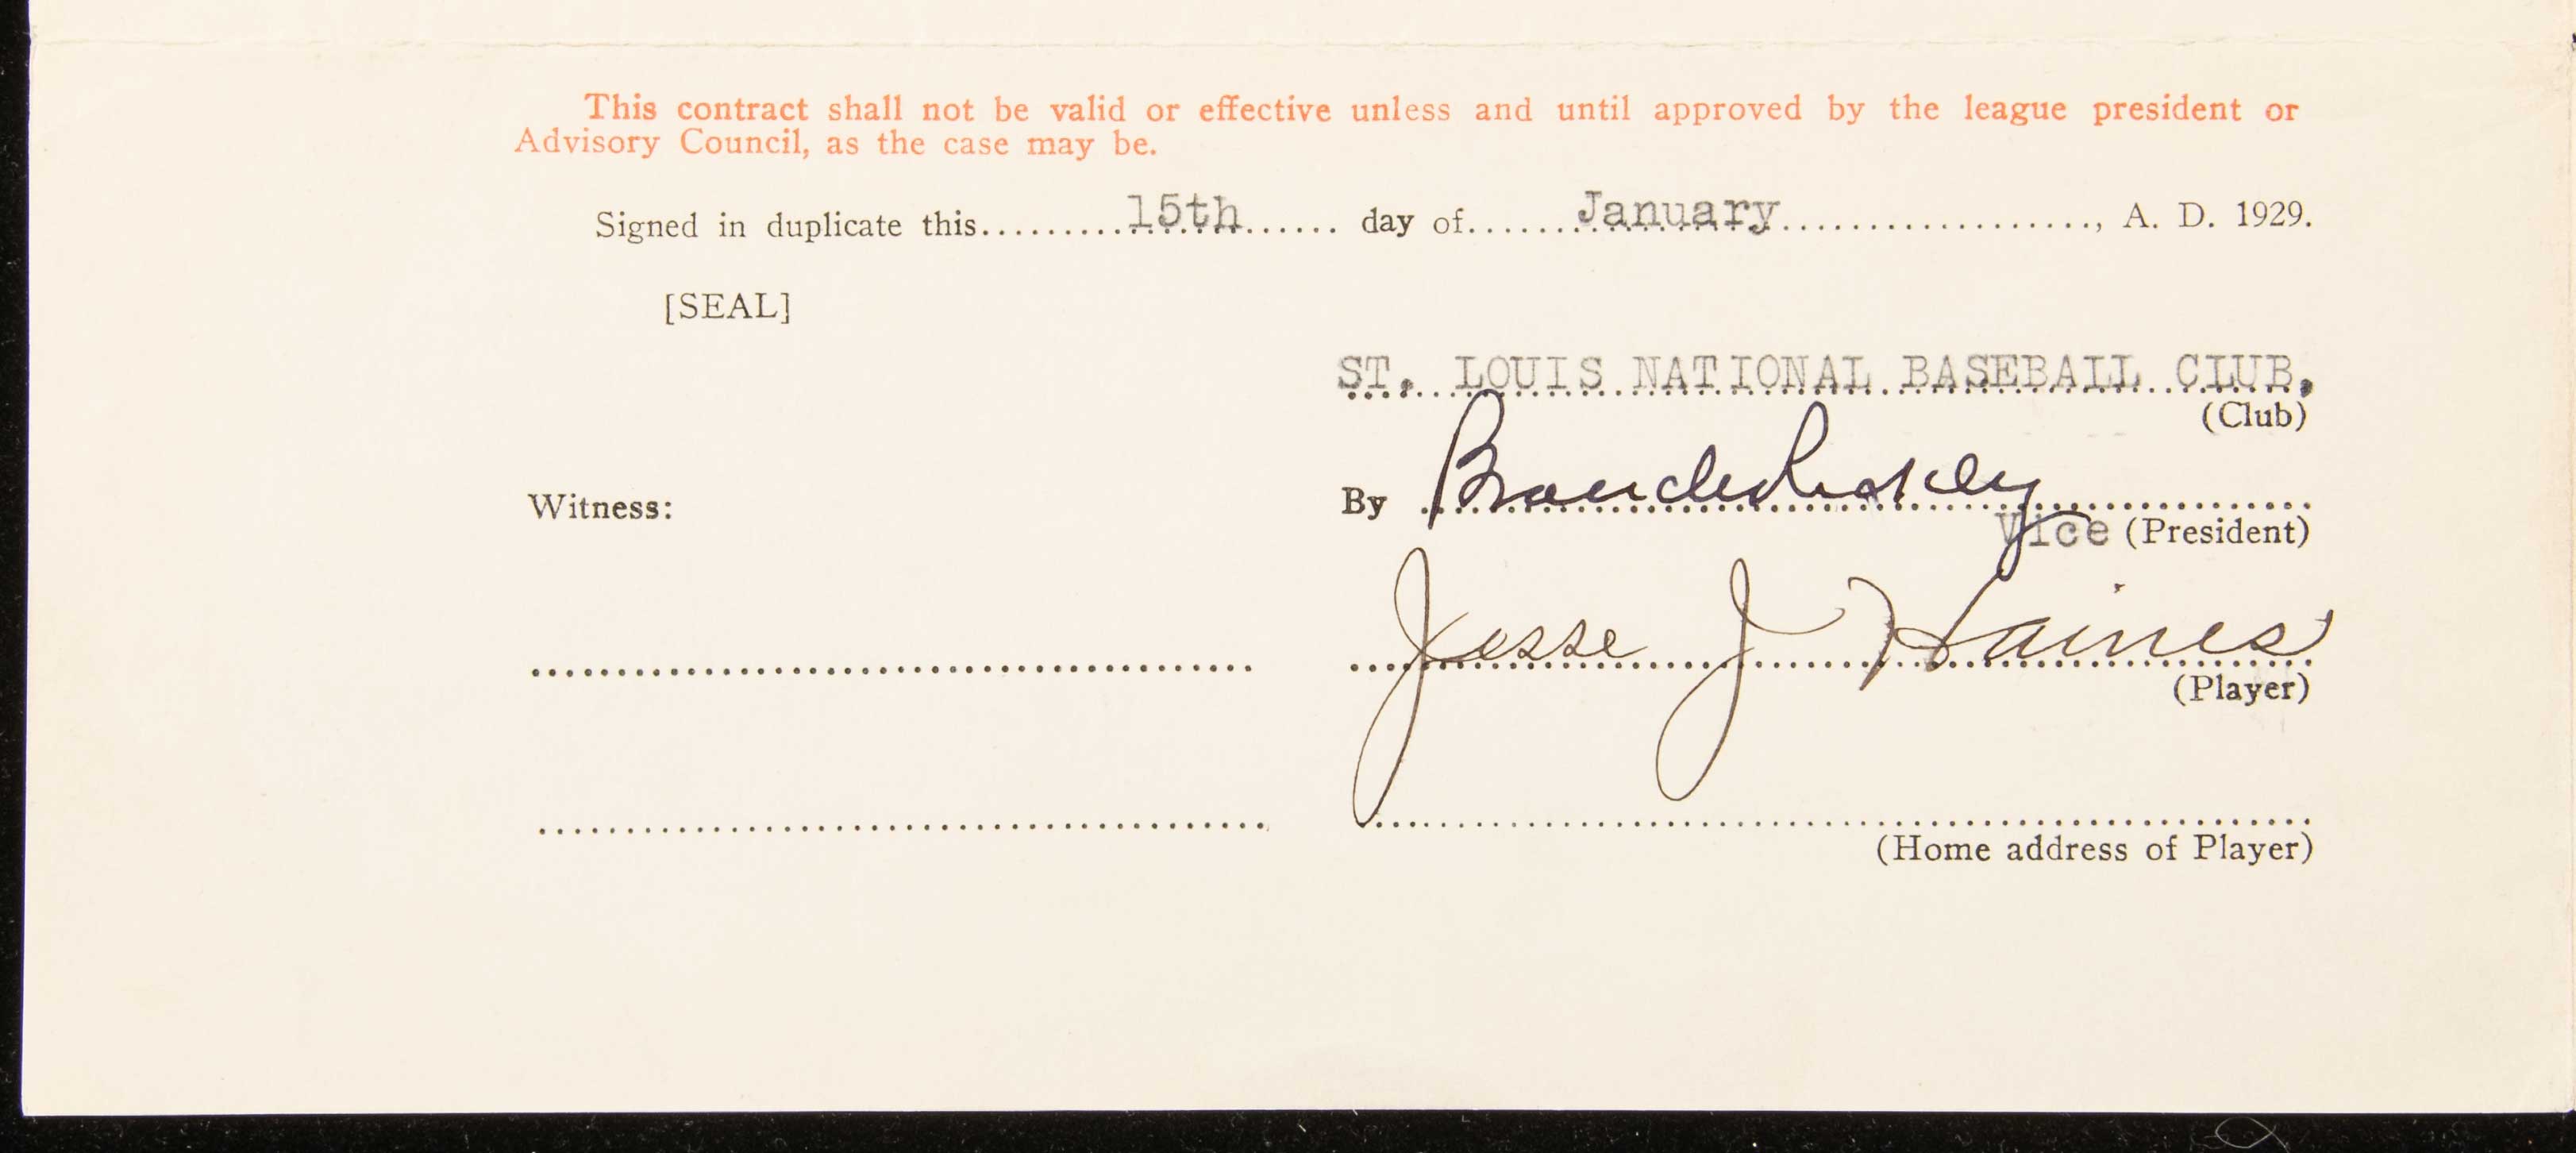 This contract shall not be valid or effective unless and until approved by the league president or
Advisory Council, as the case may be.
Signed in duplicate this..........15th....... day of.......January...................., A. D. 1929.
[SEAL]
ST. LOUIS NATIONAL BASEBALL CLUB.
(Club)
Witness:
By Branch Rickey
Vice (President)
Jesse J Haines
(Player)
(Home address of Player)